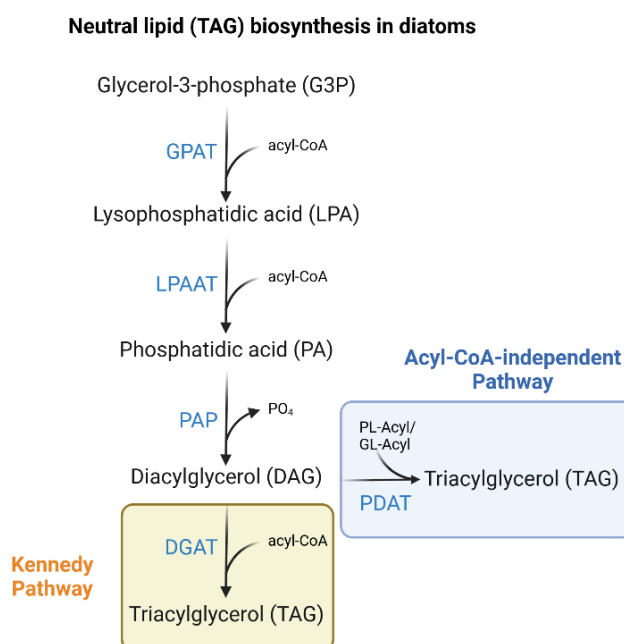 Neutral lipid (TAG) biosynthesis in diatoms
Glycerol-3-phosphate (G3P)
GPAT
acyl-CoA
Lysophosphatidic acid (LPA)
LPAAT
acyl-CoA
Phosphatidic acid (PA)
PAP
PO₄
Diacylglycerol (DAG)
Acyl-CoA-independent
Pathway
PL-Acyl/
GL-Acyl
Triacylglycerol (TAG)
PDAT
Kennedy
Pathway
DGAT
acyl-CoA
Triacylglycerol (TAG)